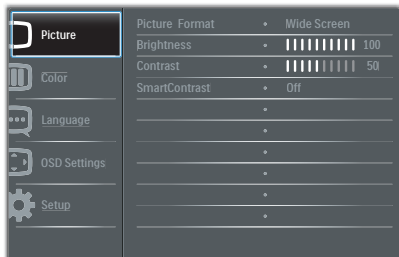 Picture
Color
Language
OSD Settings
Setup
Picture Format • Wide Screen
Brightness • 100
Contrast • 50
SmartContrast • Off